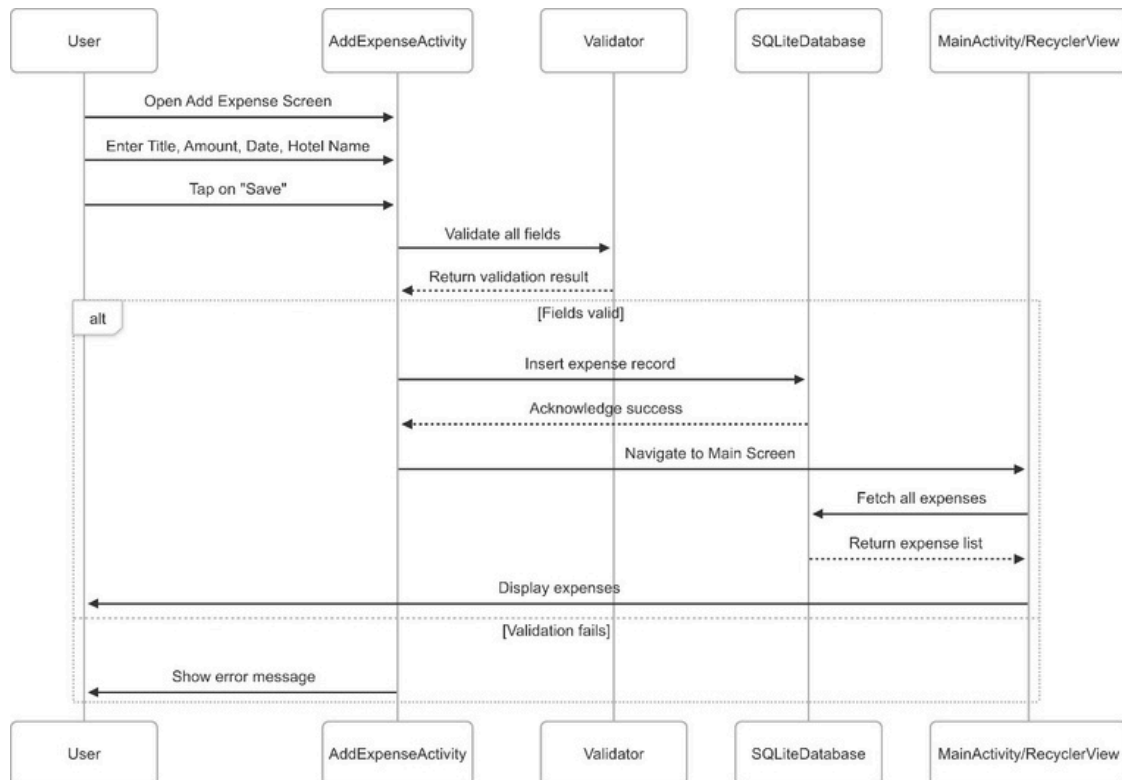 User
AddExpenseActivity
Validator
SQLiteDatabase
MainActivity/RecyclerView
Open Add Expense Screen
Enter Title, Amount, Date, Hotel Name
Tap on "Save"
Validate all fields
Return validation result
alt
[Fields valid]
Insert expense record
Acknowledge success
Navigate to Main Screen
Fetch all expenses
Return expense list
Display expenses
[Validation fails]
Show error message
User
AddExpenseActivity
Validator
SQLiteDatabase
MainActivity/RecyclerView